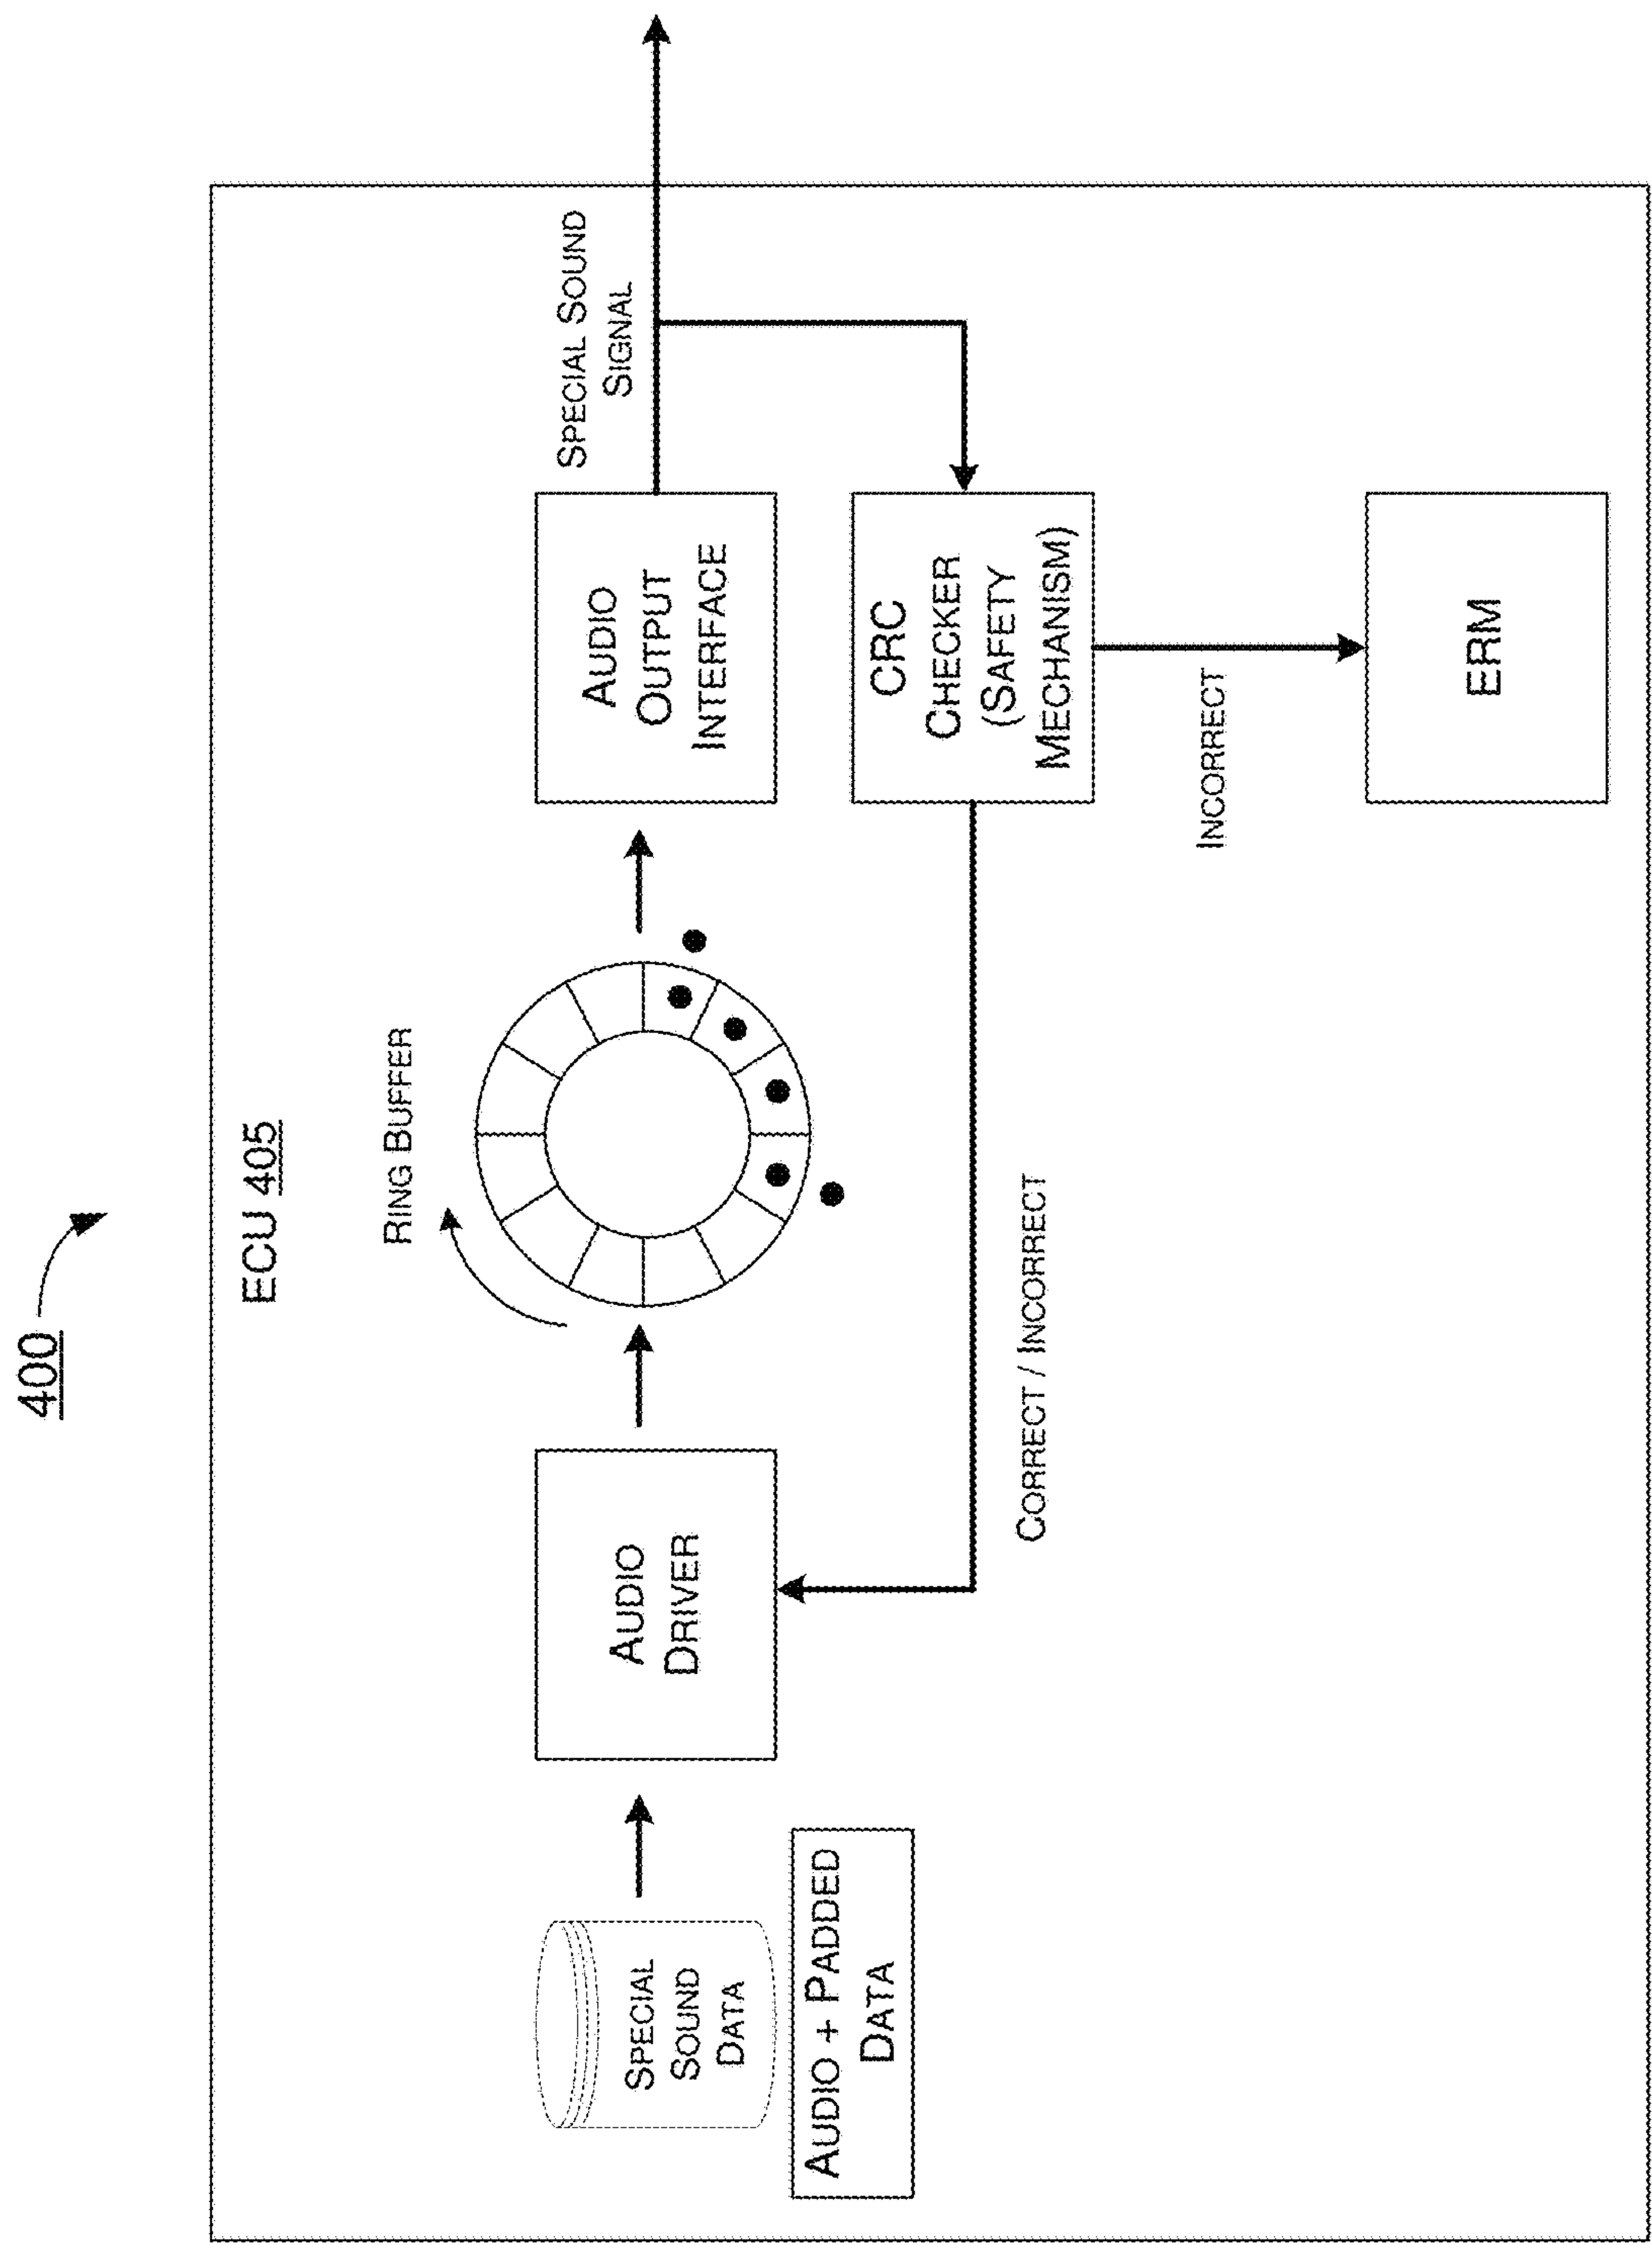 400
ECU 405
RING BUFFER
SPECIAL SOUND
SIGNAL
SPECIAL
SOUND
DATA
AUDIO + PADDED
DATA
AUDIO
DRIVER
AUDIO
OUTPUT
INTERFACE
CRC
CHECKER
(SAFETY
MECHANISM)
CORRECT / INCORRECT
INCORRECT
ERM